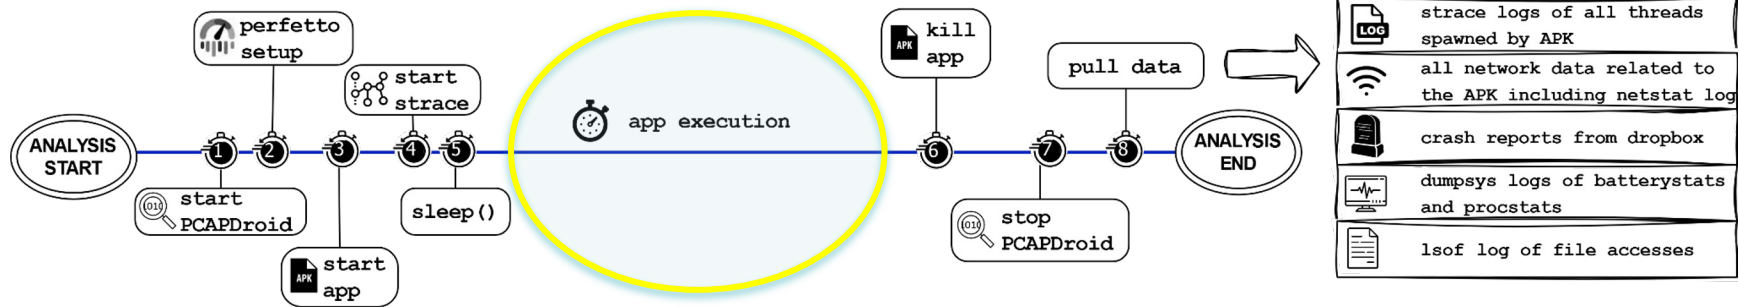 perfetto
setup
start
strace
kill
app
pull data
ANALYSIS
START
1
2
3
4
5
app execution
6
7
8
ANALYSIS
END
1010
start
PCAPDroid
sleep()
1010
stop
PCAPDroid
APK
start
app
APK
LOG
strace logs of all threads
spawned by APK
all network data related to
the APK including netstat log
crash reports from dropbox
dumpsys logs of batterystats
and procstats
lsof log of file accesses